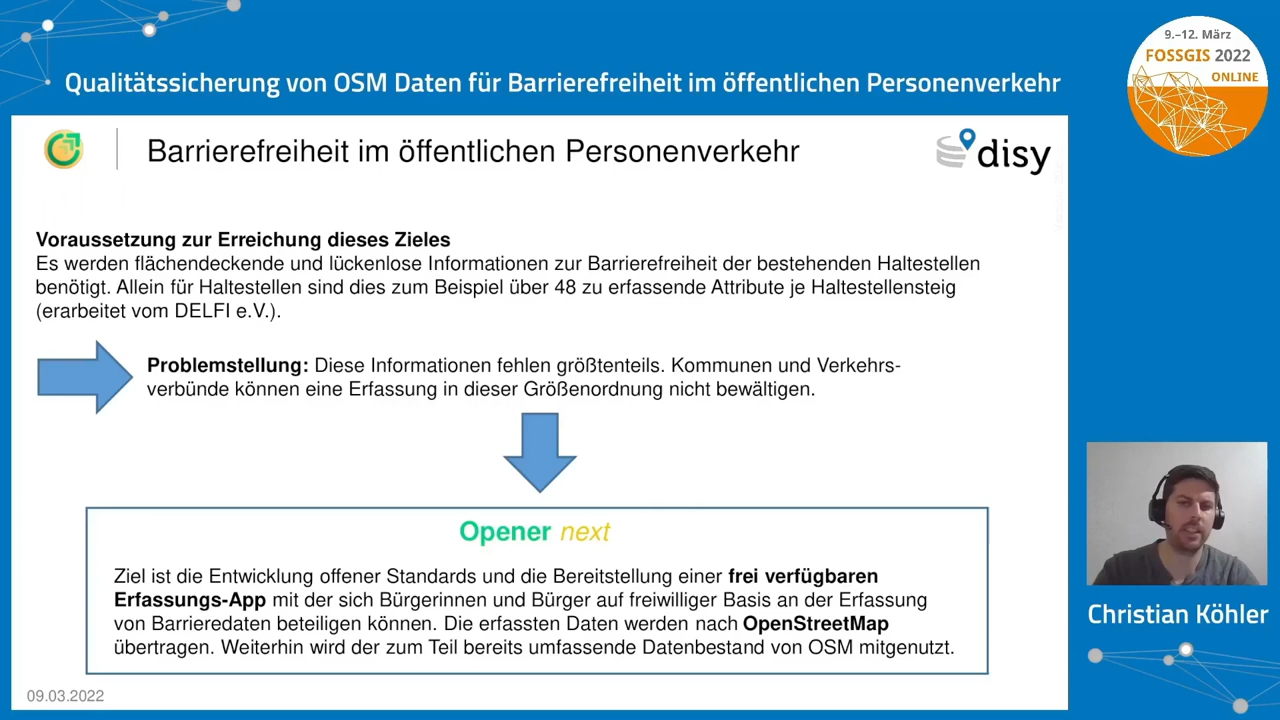 9.–12. März
FOSSGIS 2022
ONLINE
Qualitätssicherung von OSM Daten für Barrierefreiheit im öffentlichen Personenverkehr
Barrierefreiheit im öffentlichen Personenverkehr
disy
Voraussetzung zur Erreichung dieses Zieles
Es werden flächendeckende und lückenlose Informationen zur Barrierefreiheit der bestehenden Haltestellen
benötigt. Allein für Haltestellen sind dies zum Beispiel über 48 zu erfassende Attribute je Haltestellensteig
(erarbeitet vom DELFI e.V.).
Problemstellung: Diese Informationen fehlen größtenteils. Kommunen und Verkehrs-
verbünde können eine Erfassung in dieser Größenordnung nicht bewältigen.
Opener next
Ziel ist die Entwicklung offener Standards und die Bereitstellung einer frei verfügbaren
Erfassungs-App mit der sich Bürgerinnen und Bürger auf freiwilliger Basis an der Erfassung
von Barrieredaten beteiligen können. Die erfassten Daten werden nach OpenStreetMap
übertragen. Weiterhin wird der zum Teil bereits umfassende Datenbestand von OSM mitgenutzt.
Christian Köhler
09.03.2022